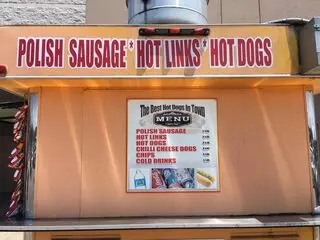 POLISH SAUSAGE * HOT LINKS * HOT DOGS
The Best Hot Dogs In Town
MENU
POLISH SAUSAGE
HOT LINKS
HOT DOGS
CHILLI CHEESE DOGS
CHIPS
COLD DRINKS